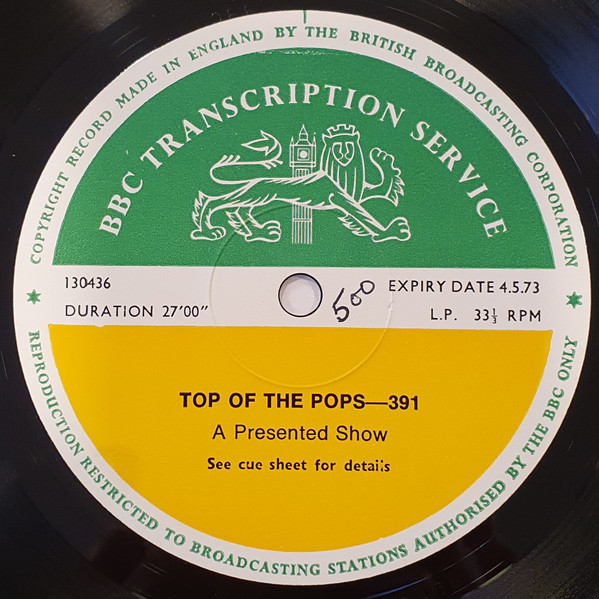 COPYRIGHT RECORD MADE IN ENGLAND BY THE BRITISH BROADCASTING CORPORATION
BBC TRANSCRIPTION SERVICE
130436
DURATION 27'00"
500
EXPIRY DATE 4.5.73
L.P. 33⅓ RPM
TOP OF THE POPS—391
A Presented Show
See cue sheet for details
REPRODUCTION RESTRICTED TO BROADCASTING STATIONS AUTHORISED BY THE BBC ONLY